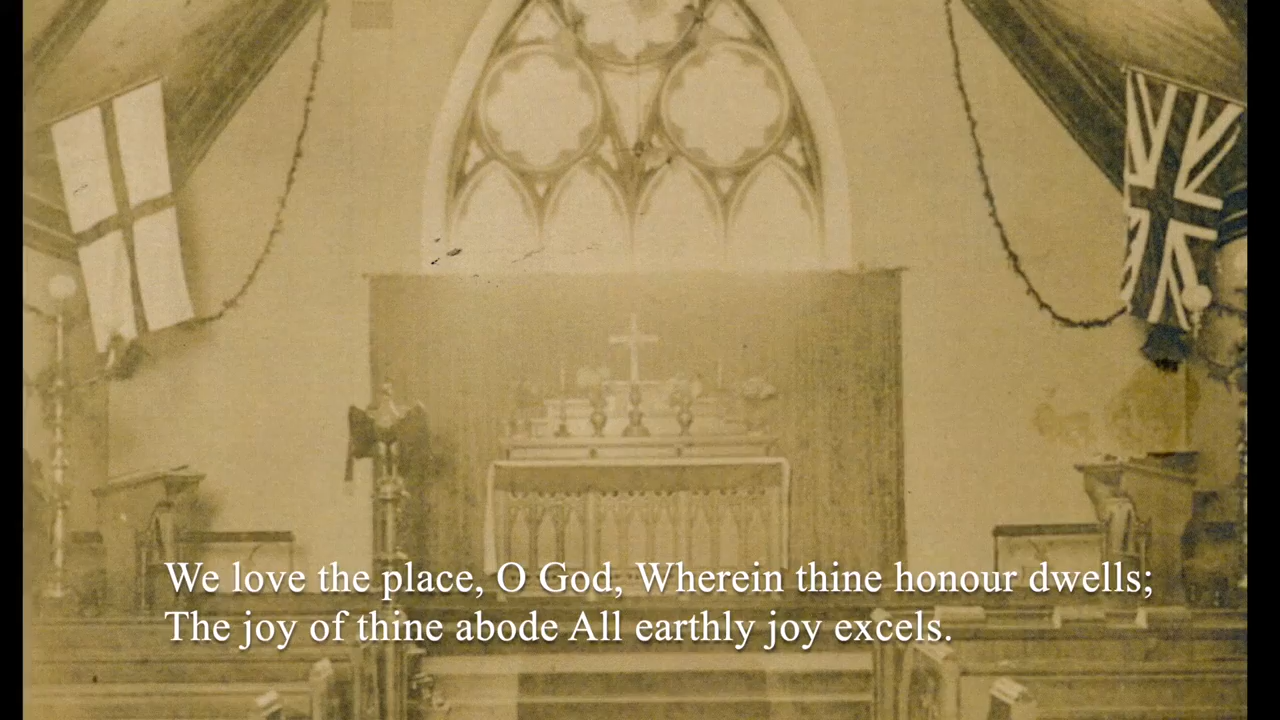 We love the place, O God, Wherein thine honour dwells;
The joy of thine abode All earthly joy excels.